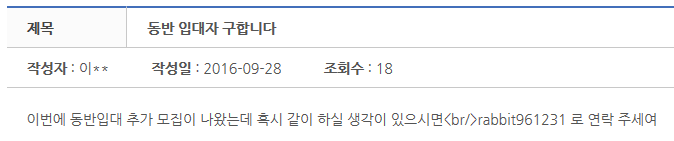 제목 동반 입대자 구합니다
작성자 : 이** 작성일 : 2016-09-28 조회수 : 18
이번에 동반입대 추가 모집이 나왔는데 혹시 같이 하실 생각이 있으시면<br/>rabbit961231 로 연락 주세여